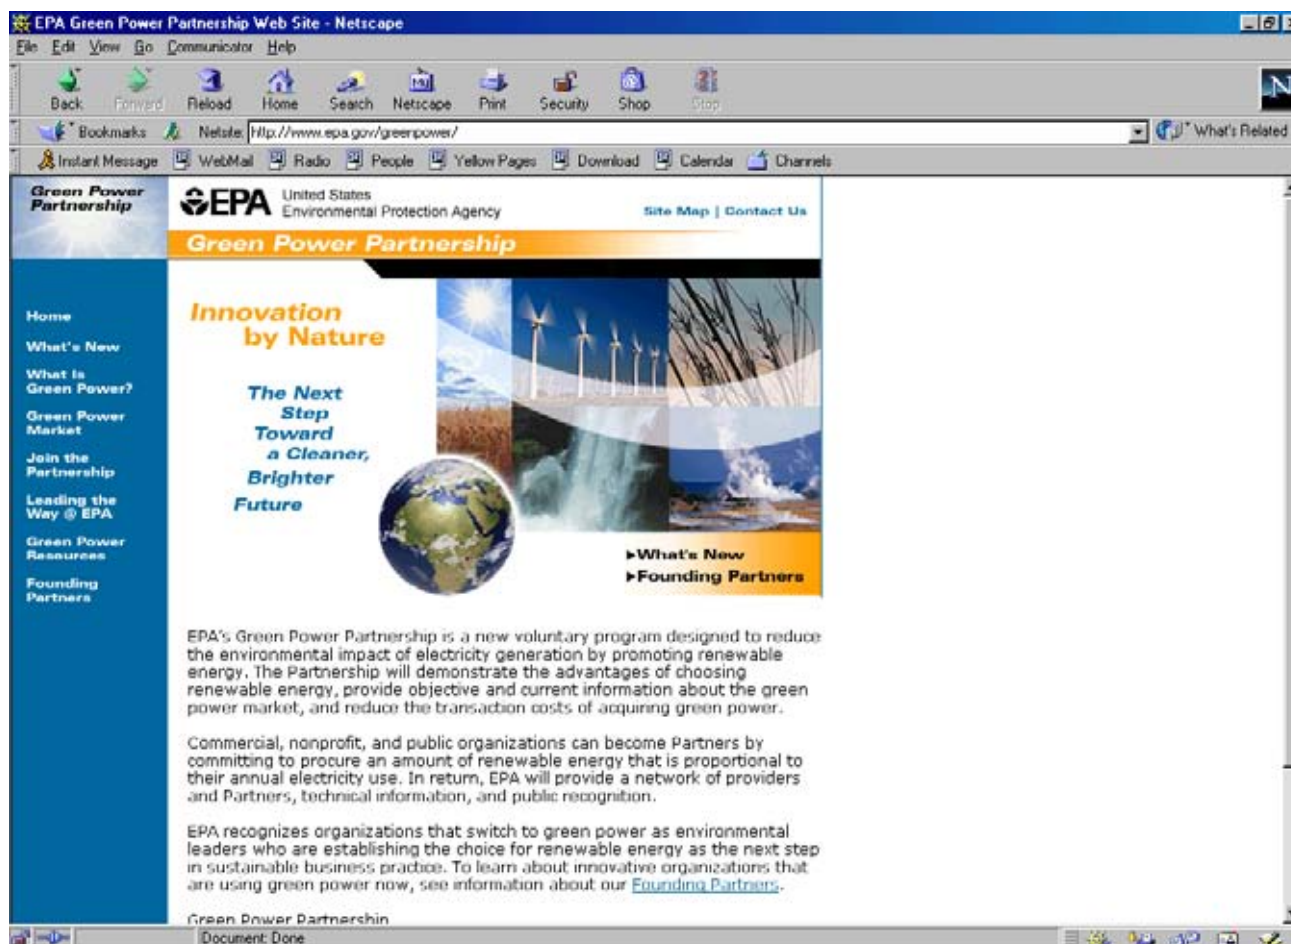 EPA Green Power Partnership Web Site - Netscape
File Edit View Go Communicator Help
Back Forward Reload Home Search Netscape Print Security Shop Stop
My
N
Bookmarks Netsite: http://www.epa.gov/greenpower/ What's Related
Instant Message WebMail Radio People Yellow Pages Download Calendar Channels
Green Power
Partnership
EPA
United States
Environmental Protection Agency
Site Map | Contact Us
Green Power Partnership
Home
What's New
What Is
Green Power?
Green Power
Market
Join the
Partnership
Leading the
Way @ EPA
Green Power
Resources
Founding
Partners
Innovation
by Nature
The Next
Step
Toward
a Cleaner,
Brighter
Future
▸What's New
▸Founding Partners
EPA's Green Power Partnership is a new voluntary program designed to reduce
the environmental impact of electricity generation by promoting renewable
energy. The Partnership will demonstrate the advantages of choosing
renewable energy, provide objective and current information about the green
power market, and reduce the transaction costs of acquiring green power.
Commercial, nonprofit, and public organizations can become Partners by
committing to procure an amount of renewable energy that is proportional to
their annual electricity use. In return, EPA will provide a network of providers
and Partners, technical information, and public recognition.
EPA recognizes organizations that switch to green power as environmental
leaders who are establishing the choice for renewable energy as the next step
in sustainable business practice. To learn about innovative organizations that
are using green power now, see information about our Founding Partners.
Green Power Partnership
Document: Done